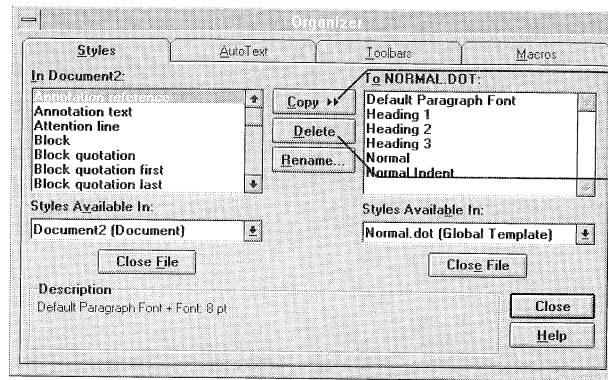 Organizer
Styles AutoText Toolbars Macros
In Document2:
Annotation reference
Annotation text
Attention line
Block
Block quotation
Block quotation first
Block quotation last
Styles Available In:
Document2 (Document)
Close File
Copy
Delete
Rename...
To NORMAL.DOT:
Default Paragraph Font
Heading 1
Heading 2
Heading 3
Normal
Normal Indent
Styles Available In:
Normal.dot (Global Template)
Close File
Description
Default Paragraph Font + Font: 8 pt
Close
Help